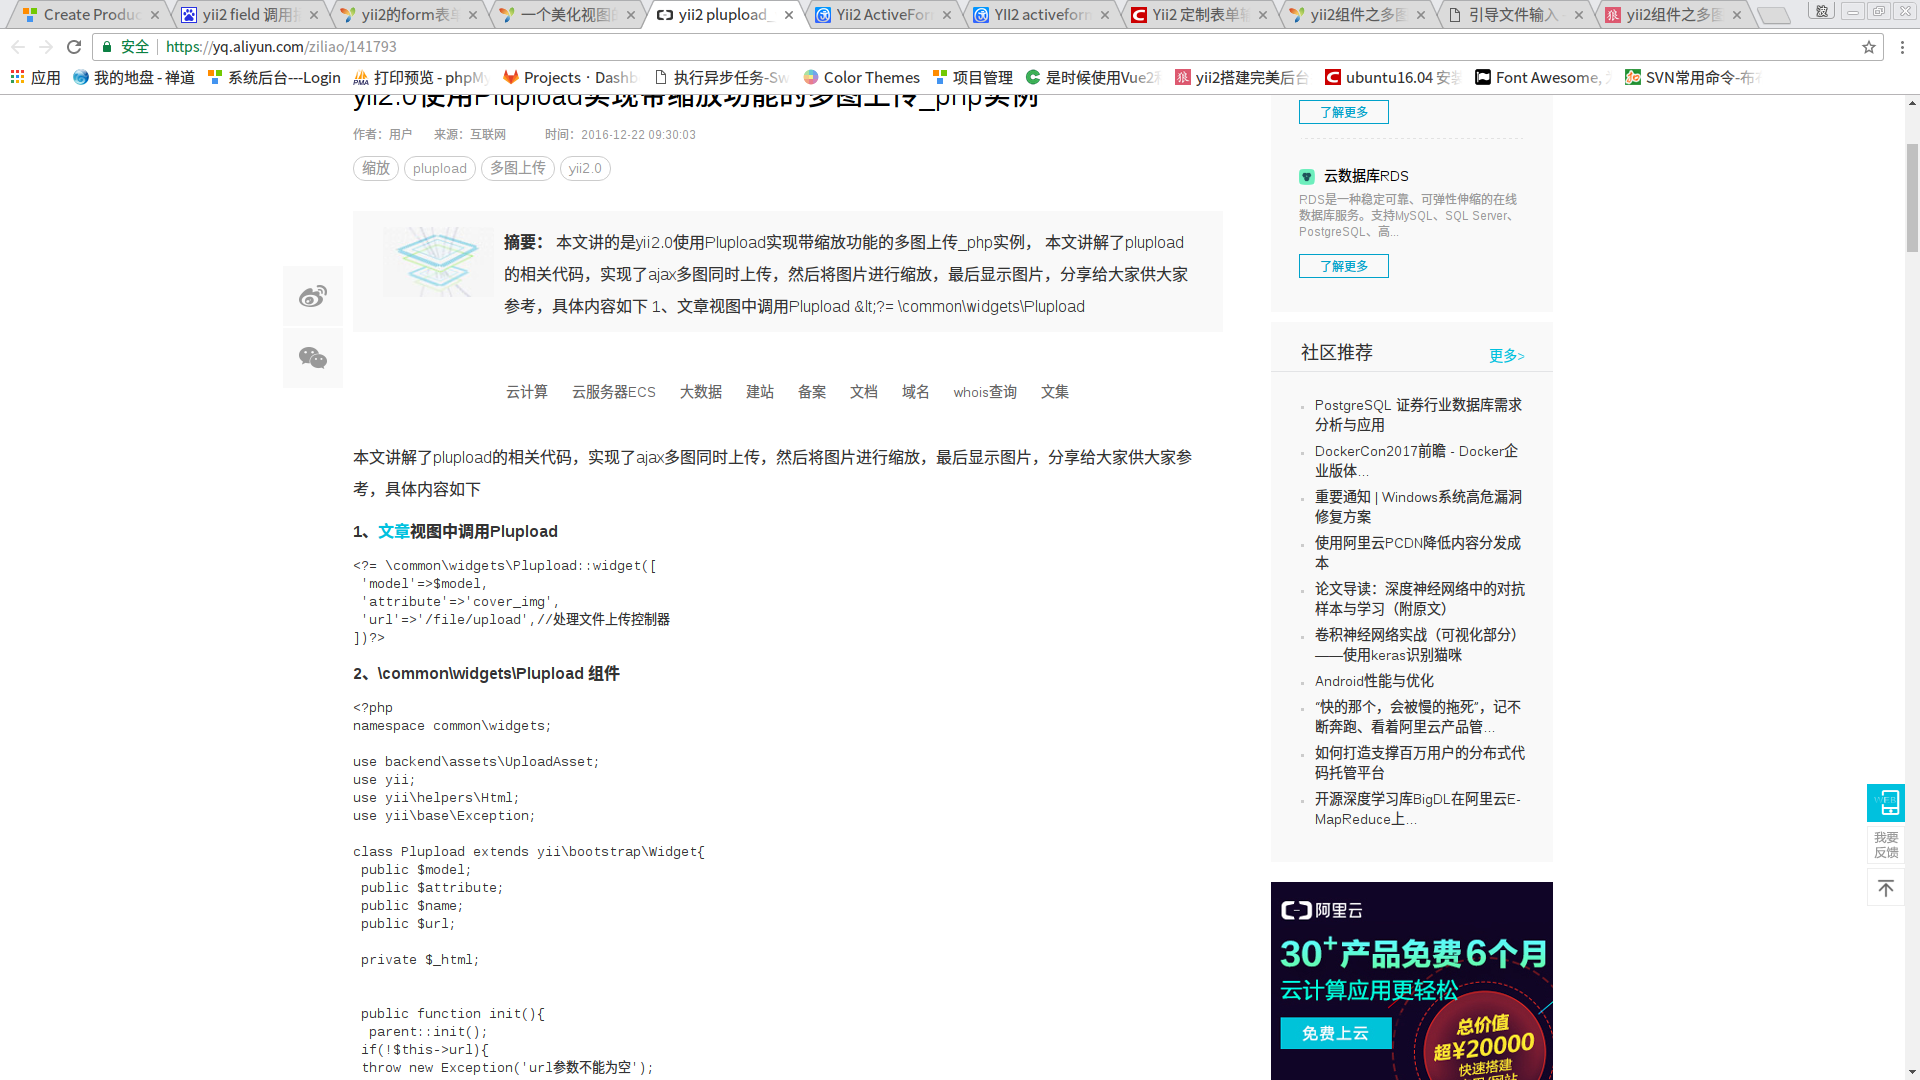 Create Produc
yii2 field 调用
yii2的form表单
一个美化视图的
yii2 plupload_
Yii2 ActiveFor
YII2 activeform
Yii2 定制表单
yii2组件之多图
引导文件输入
yii2组件之多图
安全
https://yq.aliyun.com/ziliao/141793
应用
我的地盘 - 禅道
系统后台---Login
打印预览 - phpMy
Projects · Dashb
执行异步任务-Sw
Color Themes
项目管理
是时候使用Vue2
yii2搭建完美后台
ubuntu16.04 安装
Font Awesome,
SVN常用命令-布
yii2.0使用Plupload实现带缩放功能的多图上传_php实例
作者：用户 来源：互联网 时间：2016-12-22 09:30:03
缩放
plupload
多图上传
yii2.0
摘要： 本文讲的是yii2.0使用Plupload实现带缩放功能的多图上传_php实例， 本文讲解了plupload
的相关代码，实现了ajax多图同时上传，然后将图片进行缩放，最后显示图片，分享给大家供大家
参考，具体内容如下 1、文章视图中调用Plupload &lt;?= \common\widgets\Plupload
云计算
云服务器ECS
大数据
建站
备案
文档
域名
whois查询
文集
本文讲解了plupload的相关代码，实现了ajax多图同时上传，然后将图片进行缩放，最后显示图片，分享给大家供大家参
考，具体内容如下
1、文章视图中调用Plupload
<?= \common\widgets\Plupload::widget([
'model'=>$model,
'attribute'=>'cover_img',
'url'=>'/file/upload',//处理文件上传控制器
])?>
2、\common\widgets\Plupload 组件
<?php
namespace common\widgets;
use backend\assets\UploadAsset;
use yii;
use yii\helpers\Html;
use yii\base\Exception;
class Plupload extends yii\bootstrap\Widget{
public $model;
public $attribute;
public $name;
public $url;
private $_html;
public function init(){
parent::init();
if(!$this->url){
throw new Exception('url参数不能为空');
了解更多
云数据库RDS
RDS是一种稳定可靠、可弹性伸缩的在线
数据库服务。支持MySQL、SQL Server、
PostgreSQL、高...
了解更多
社区推荐
更多>
PostgreSQL 证券行业数据库需求
分析与应用
DockerCon2017前瞻 - Docker企
业版体...
重要通知 | Windows系统高危漏洞
修复方案
使用阿里云PCDN降低内容分发成
本
论文导读：深度神经网络中的对抗
样本与学习（附原文）
卷积神经网络实战（可视化部分）
——使用keras识别猫咪
Android性能与优化
“快的那个，会被慢的拖死”，记不
断奔跑、看着阿里云产品管...
如何打造支撑百万用户的分布式代
码托管平台
开源深度学习库BigDL在阿里云E-
MapReduce上...
我要
反馈
阿里云
30+产品免费6个月
云计算应用更轻松
免费上云
总价值
超¥20000
快速搭建